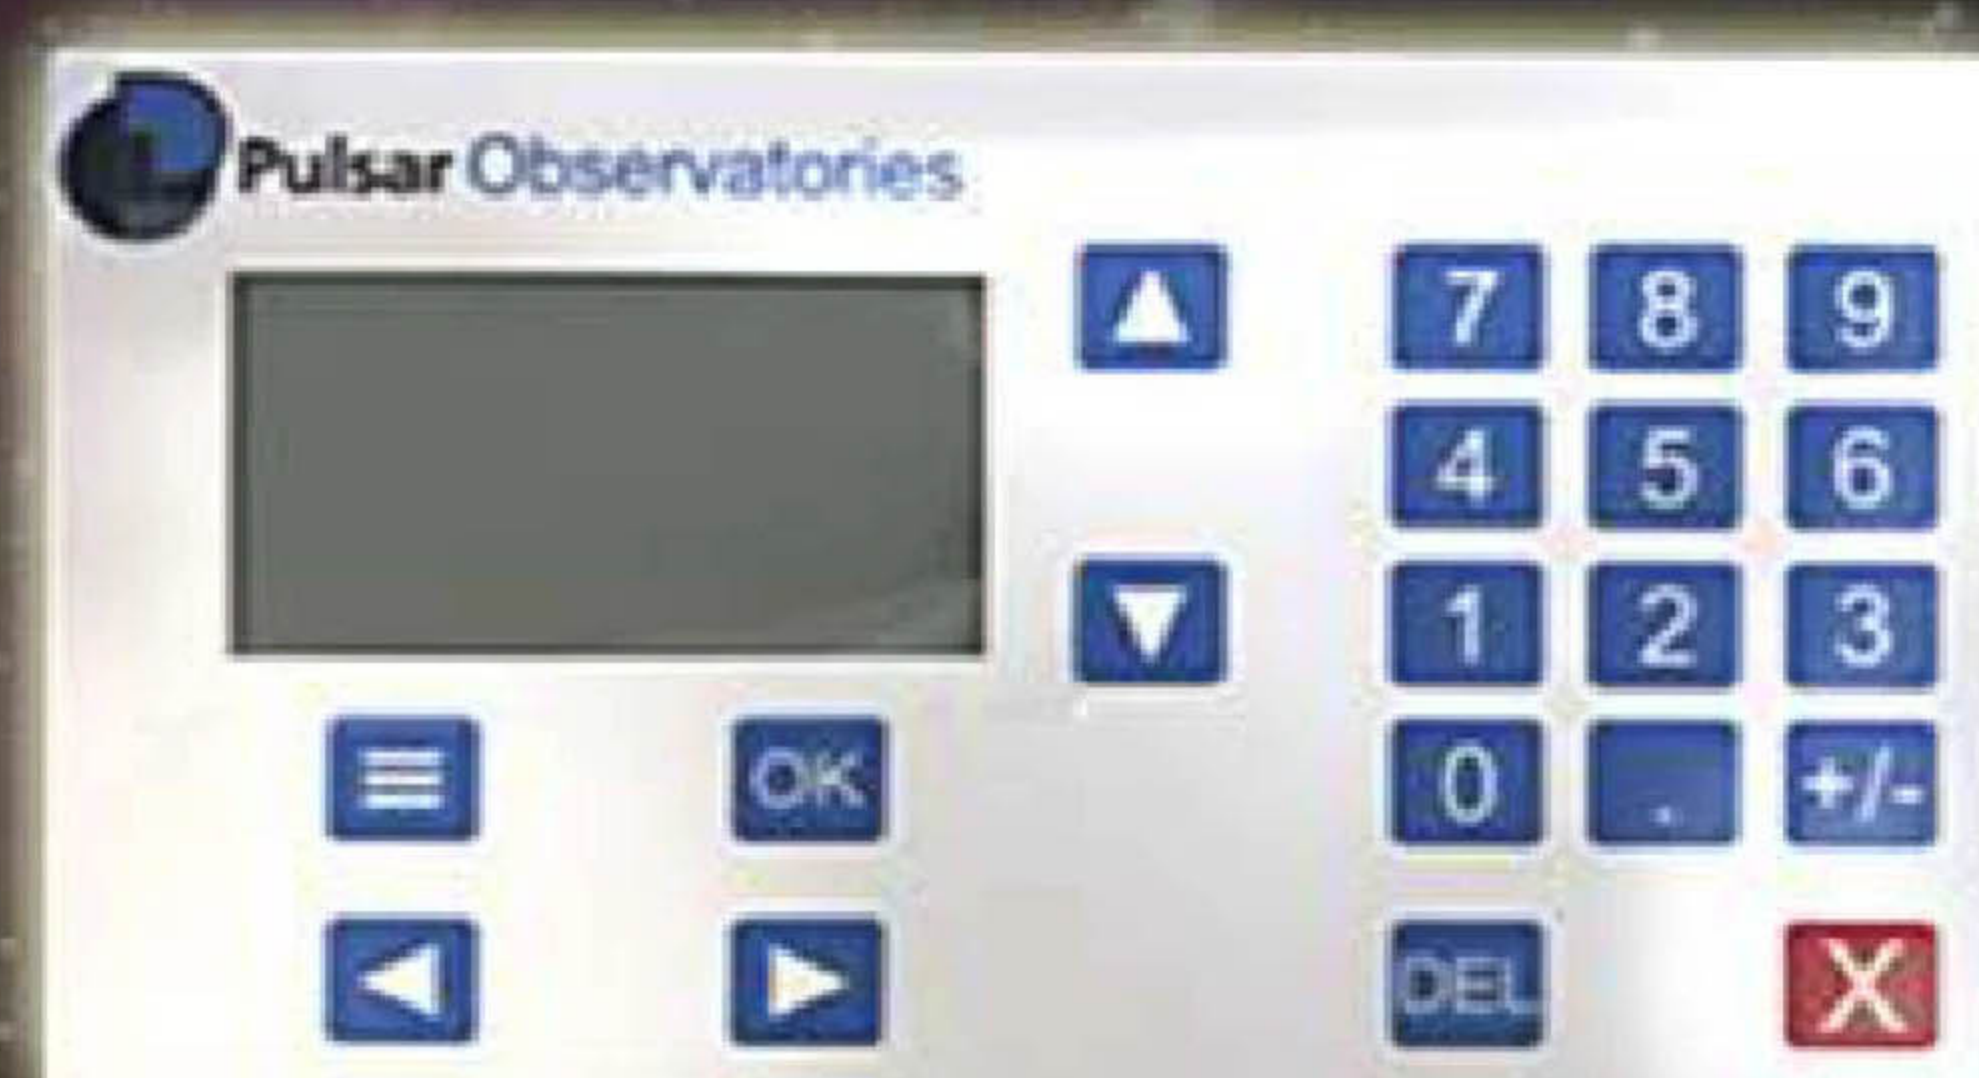 Pulsar Observatories
7 8 9
4 5 6
1 2 3
0 . +/-
OK
DEL X